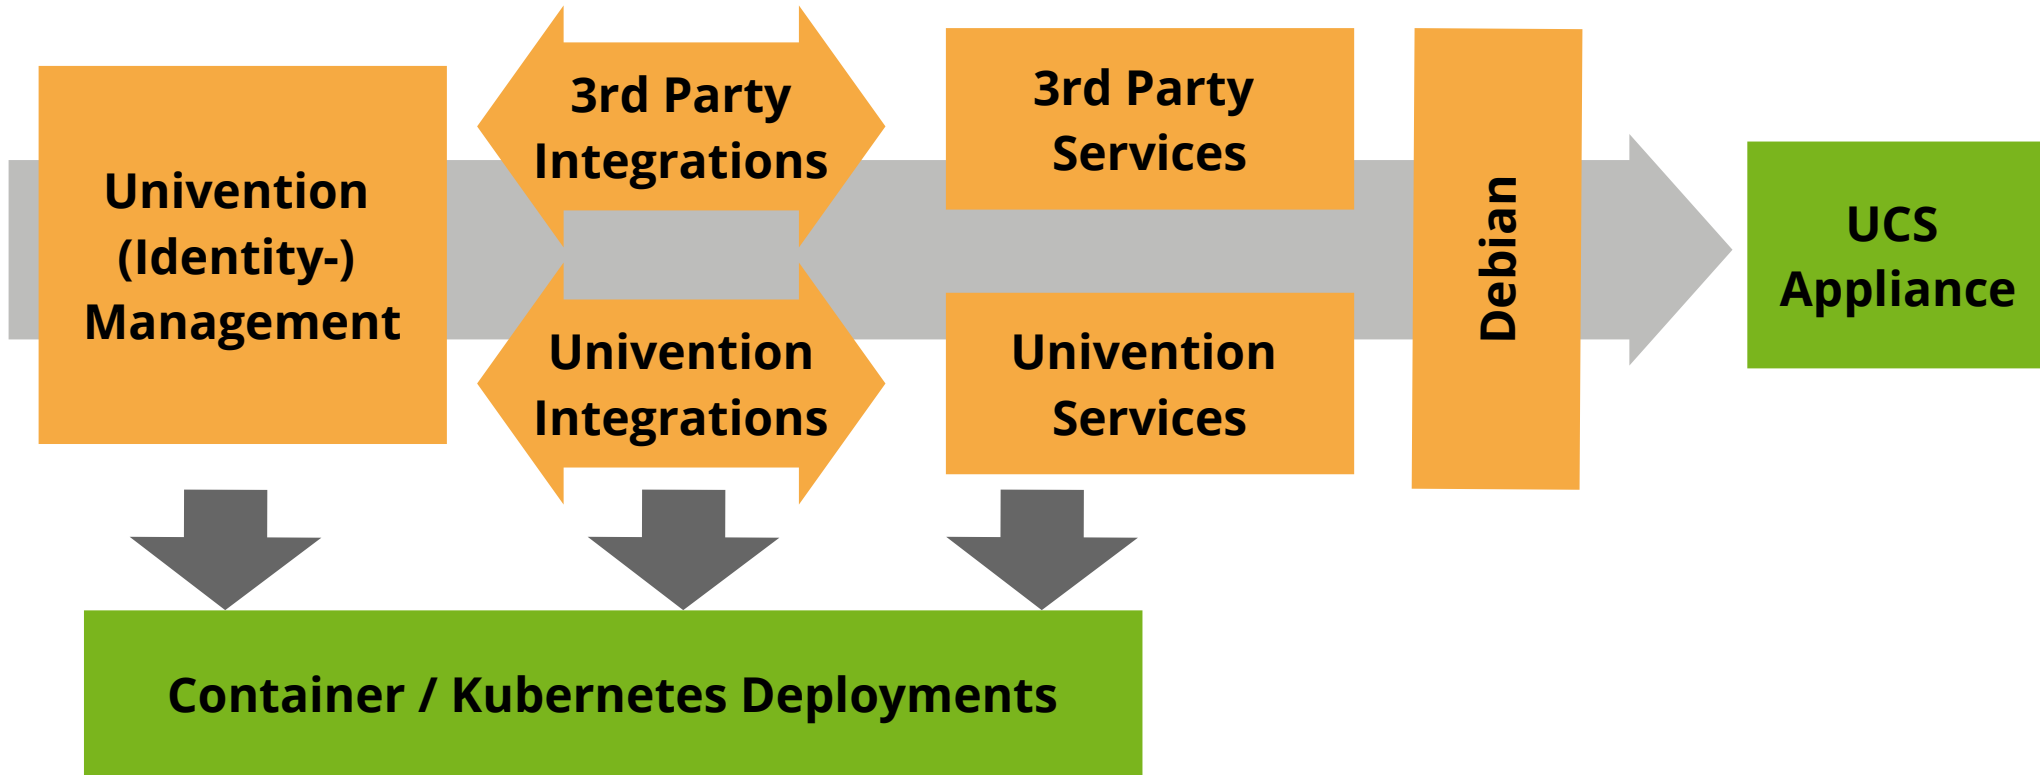 Univention
(Identity-)
Management
3rd Party
Integrations
Univention
Integrations
3rd Party
Services
Univention
Services
Debian
UCS
Appliance
Container / Kubernetes Deployments